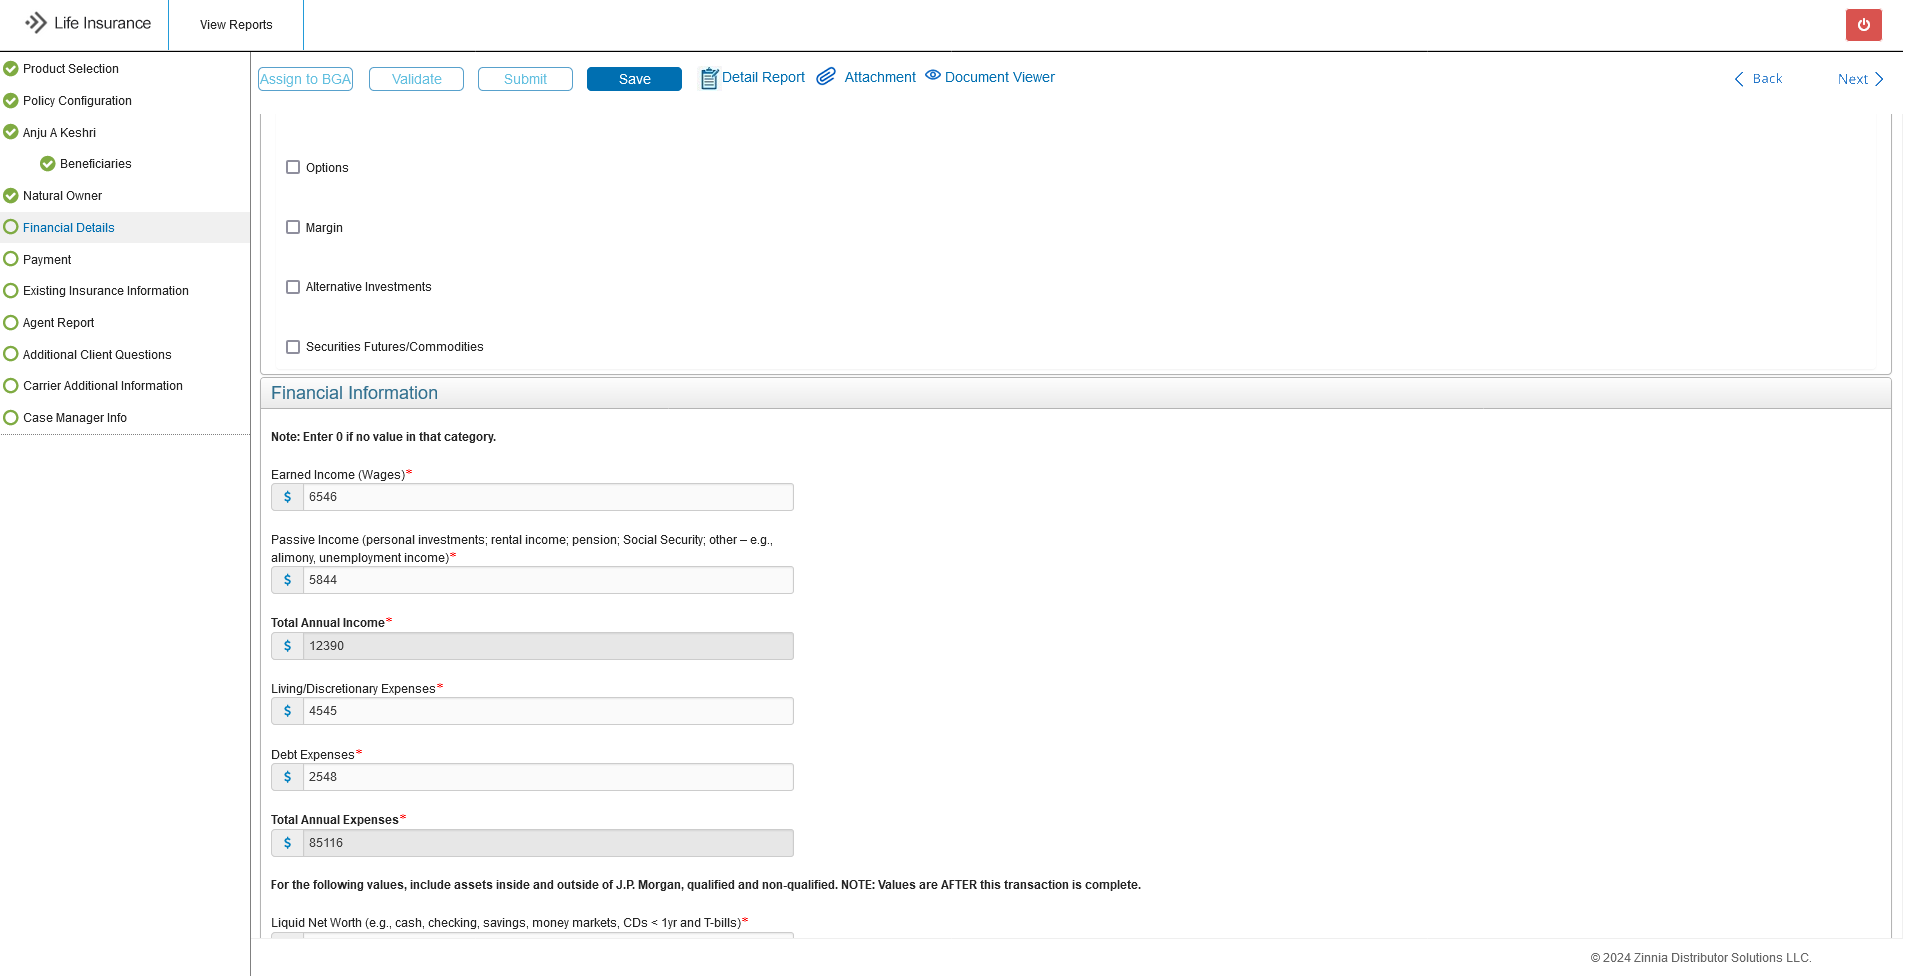 Life Insurance
View Reports
Product Selection
Policy Configuration
Anju A Keshri
Beneficiaries
Natural Owner
Financial Details
Payment
Existing Insurance Information
Agent Report
Additional Client Questions
Carrier Additional Information
Case Manager Info
Assign to BGA
Validate
Submit
Save
Detail Report
Attachment
Document Viewer
Back
Next
Options
Margin
Alternative Investments
Securities Futures/Commodities
Financial Information
Note: Enter 0 if no value in that category.
Earned Income (Wages)*
$ 6546
Passive Income (personal investments; rental income; pension; Social Security; other – e.g.,
alimony, unemployment income)*
$ 5844
Total Annual Income*
$ 12390
Living/Discretionary Expenses*
$ 4545
Debt Expenses*
$ 2548
Total Annual Expenses*
$ 85116
For the following values, include assets inside and outside of J.P. Morgan, qualified and non-qualified. NOTE: Values are AFTER this transaction is complete.
Liquid Net Worth (e.g., cash, checking, savings, money markets, CDs < 1yr and T-bills)*
© 2024 Zinnia Distributor Solutions LLC.